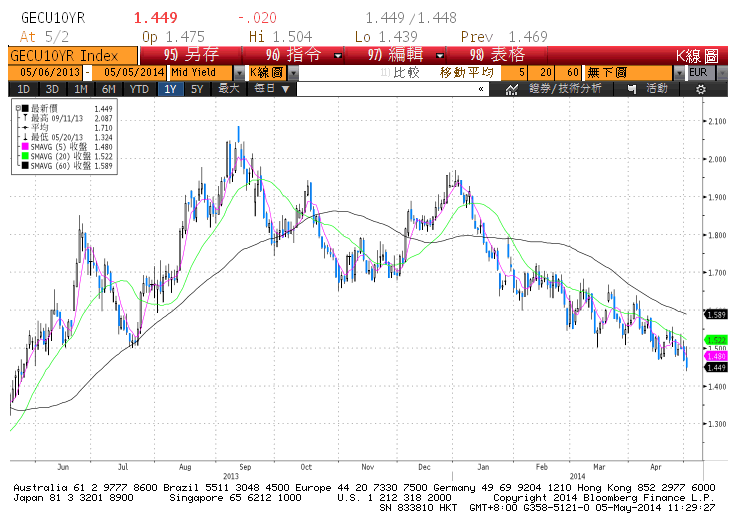 GECU10YR 1.449 -.020 1.449/1.448
At 5/2 Op 1.475 Hi 1.504 Lo 1.439 Prev 1.469
GECU10YR Index 95) 另存 96) 指令 97) 編輯 98) 表格 K線圖
05/06/2013 - 05/05/2014 Mid Yield K線圖 比較 移動平均 5 20 60 無下圖 EUR
1D 3D 1M 6M YTD 1Y 5Y 最大 每日 « 證券/技術分析 活動
最新價 1.449
最高 09/11/13 2.087
平均 1.710
最低 05/20/13 1.324
SMAVG (5) 收盤 1.480
SMAVG (20) 收盤 1.522
SMAVG (60) 收盤 1.589
2.100
2.000
1.900
1.800
1.700
1.589
1.522
1.500
1.480
1.449
1.400
1.300
Jun Jul Aug Sep Oct Nov Dec Jan Feb Mar Apr
2013 2014
Australia 61 2 9777 8600 Brazil 5511 3048 4500 Europe 44 20 7330 7500 Germany 49 69 9204 1210 Hong Kong 852 2977 6000
Japan 81 3 3201 8900 Singapore 65 6212 1000 U.S. 1 212 318 2000 Copyright 2014 Bloomberg Finance L.P.
SN 833810 HKT GMT+8:00 G358-5121-0 05-May-2014 11:29:27